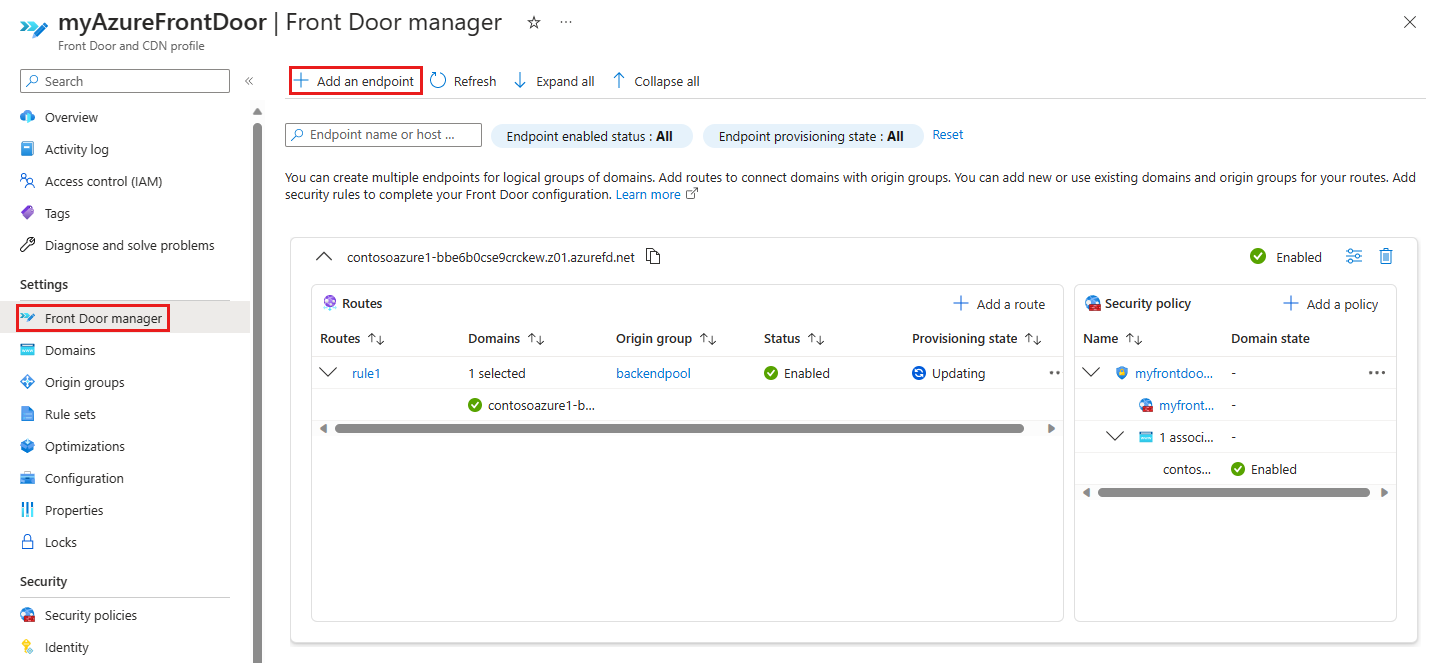 myAzureFrontDoor | Front Door manager
Front Door and CDN profile
Search
Overview
Activity log
Access control (IAM)
Tags
Diagnose and solve problems
Settings
Front Door manager
Domains
Origin groups
Rule sets
Optimizations
Configuration
Properties
Locks
Security
Security policies
Identity
Add an endpoint Refresh Expand all Collapse all
Endpoint name or host ... Endpoint enabled status : All Endpoint provisioning state : All Reset
You can create multiple endpoints for logical groups of domains. Add routes to connect domains with origin groups. You can add new or use existing domains and origin groups for your routes. Add
security rules to complete your Front Door configuration. Learn more
contosoazure1-bbe6b0cse9crckew.z01.azurefd.net Enabled
Routes Add a route
Routes Domains Origin group Status Provisioning state
rule1 1 selected backendpool Enabled Updating
contosoazure1-b...
Security policy Add a policy
Name Domain state
myfrontdoo... -
myfront... -
1 associ... -
contos... Enabled